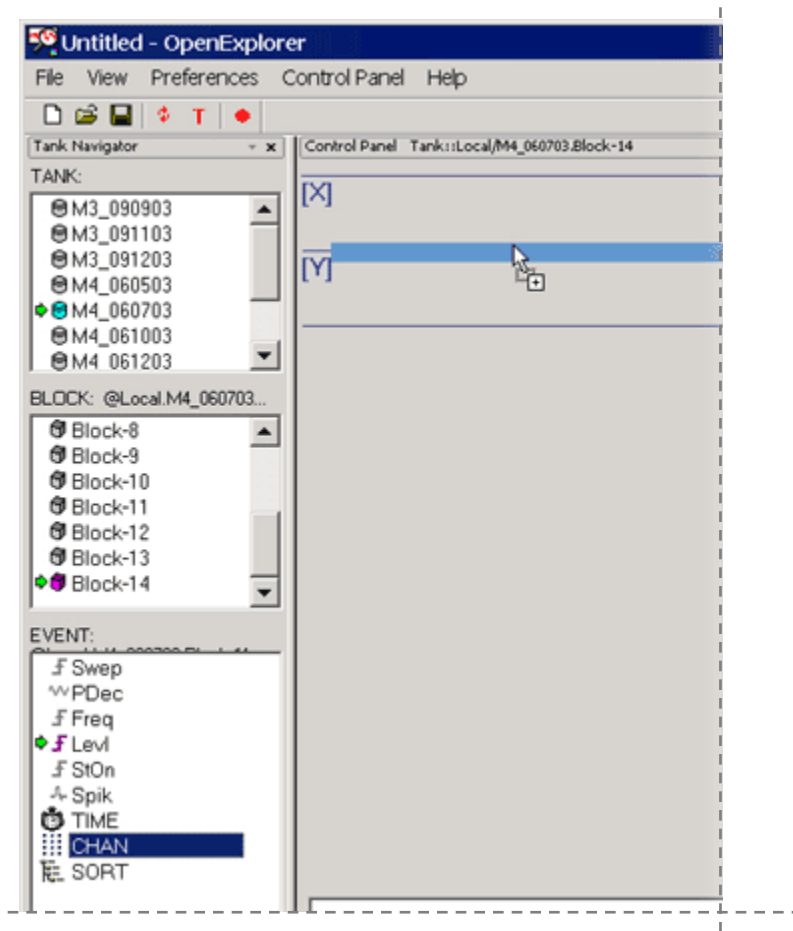 Untitled - OpenExplorer
File View Preferences Control Panel Help
T
Tank Navigator
Control Panel Tank::Local/M4_060703.Block-14
TANK:
[X]
M3_090903
M3_091103
M3_091203
[Y]
M4_060503
M4_060703
M4_061003
M4_061203
BLOCK: @Local.M4_060703...
Block-8
Block-9
Block-10
Block-11
Block-12
Block-13
Block-14
EVENT:
Swep
PDec
Freq
Levl
StOn
Spik
TIME
CHAN
SORT